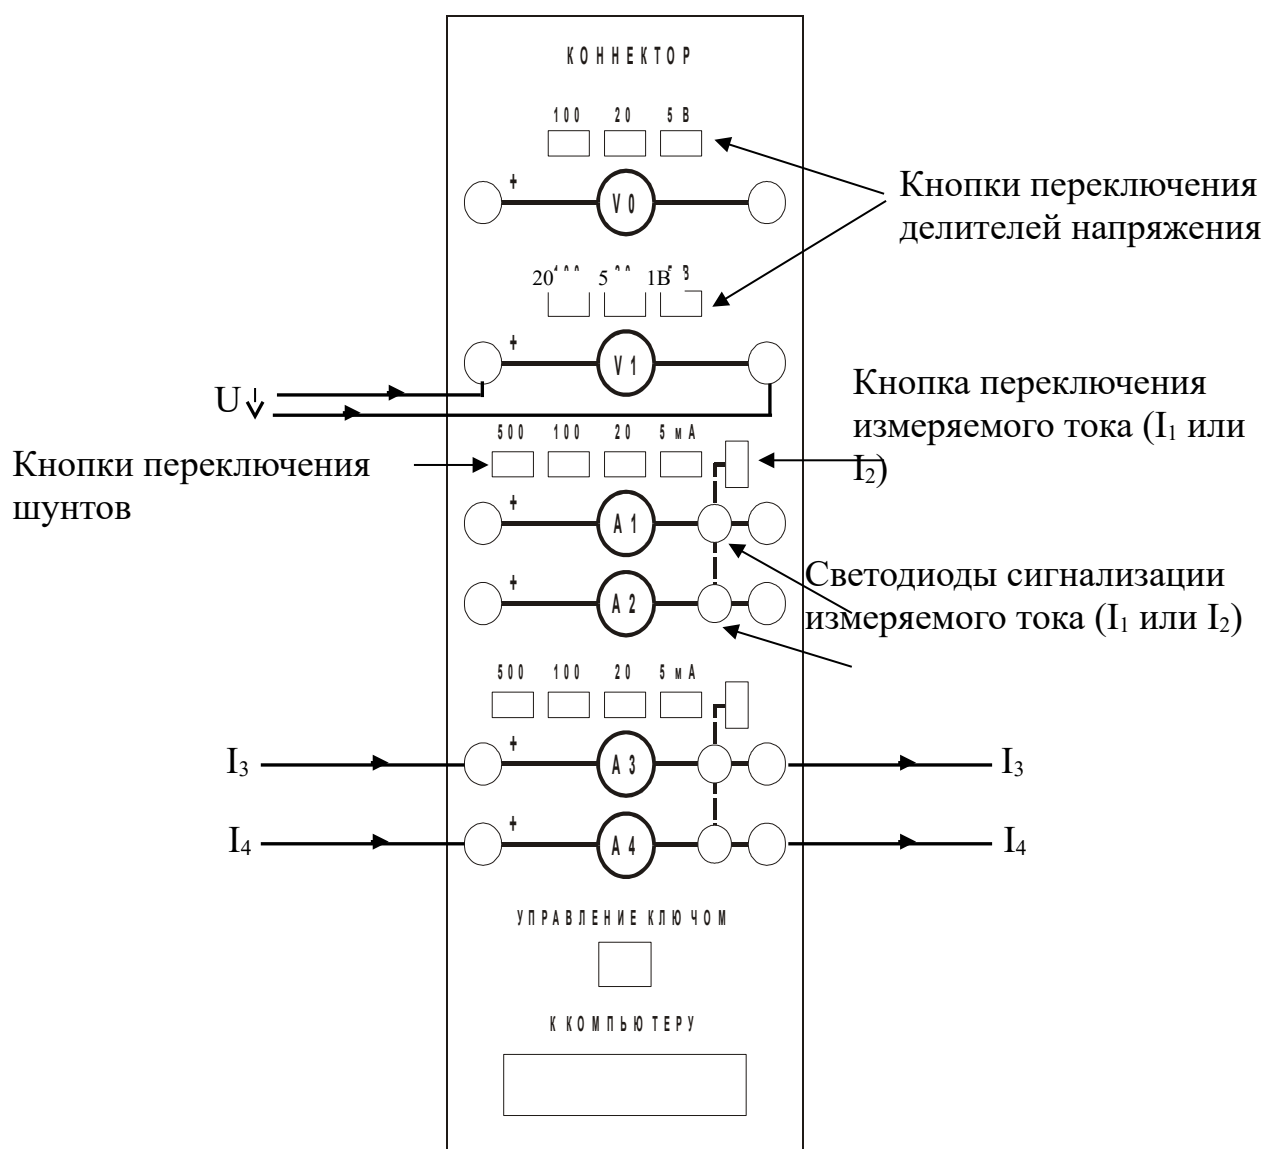 КОННЕКТОР
100 20 5 В
+
V0
Кнопки переключения
делителей напряжения
20 5 1В В
+
V1
U
Кнопка переключения
измеряемого тока (I₁ или
I₂)
500 100 20 5 мА
Кнопки переключения
шунтов
+
A1
Светодиоды сигнализации
измеряемого тока (I₁ или I₂)
+
A2
500 100 20 5 мА
I₃
+
A3
I₃
I₄
+
A4
I₄
УПРАВЛЕНИЕ КЛЮЧОМ
К КОМПЬЮТЕРУ